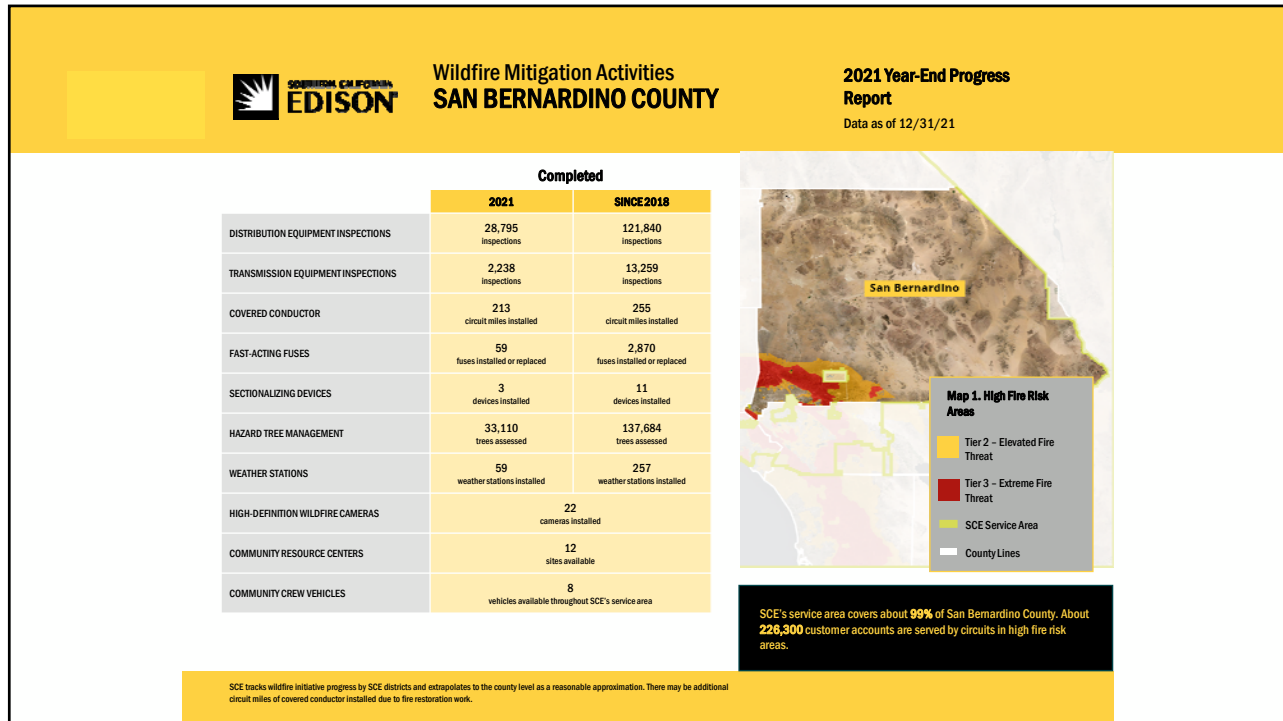 SOUTHERN CALIFORNIA
EDISON
Wildfire Mitigation Activities
SAN BERNARDINO COUNTY
2021 Year-End Progress
Report
Data as of 12/31/21
Completed
2021
SINCE 2018
DISTRIBUTION EQUIPMENT INSPECTIONS
28,795
inspections
121,840
inspections
TRANSMISSION EQUIPMENT INSPECTIONS
2,238
inspections
13,259
inspections
COVERED CONDUCTOR
213
circuit miles installed
255
circuit miles installed
FAST-ACTING FUSES
59
fuses installed or replaced
2,870
fuses installed or replaced
SECTIONALIZING DEVICES
3
devices installed
11
devices installed
HAZARD TREE MANAGEMENT
33,110
trees assessed
137,684
trees assessed
WEATHER STATIONS
59
weather stations installed
257
weather stations installed
HIGH-DEFINITION WILDFIRE CAMERAS
22
cameras installed
COMMUNITY RESOURCE CENTERS
12
sites available
COMMUNITY CREW VEHICLES
8
vehicles available throughout SCE's service area
San Bernardino
Map 1. High Fire Risk
Areas
Tier 2 – Elevated Fire
Threat
Tier 3 – Extreme Fire
Threat
SCE Service Area
County Lines
SCE's service area covers about 99% of San Bernardino County. About
226,300 customer accounts are served by circuits in high fire risk
areas.
SCE tracks wildfire initiative progress by SCE districts and extrapolates to the county level as a reasonable approximation. There may be additional
circuit miles of covered conductor installed due to fire restoration work.